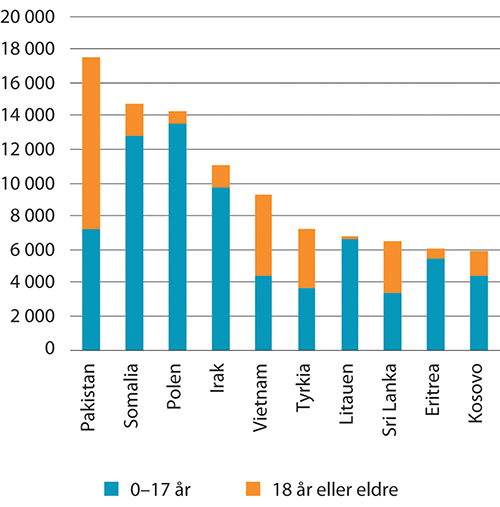 20 000
18 000
16 000
14 000
12 000
10 000
8 000
6 000
4 000
2 000
0
Pakistan
Somalia
Polen
Irak
Vietnam
Tyrkia
Litauen
Sri Lanka
Eritrea
Kosovo
0–17 år
18 år eller eldre